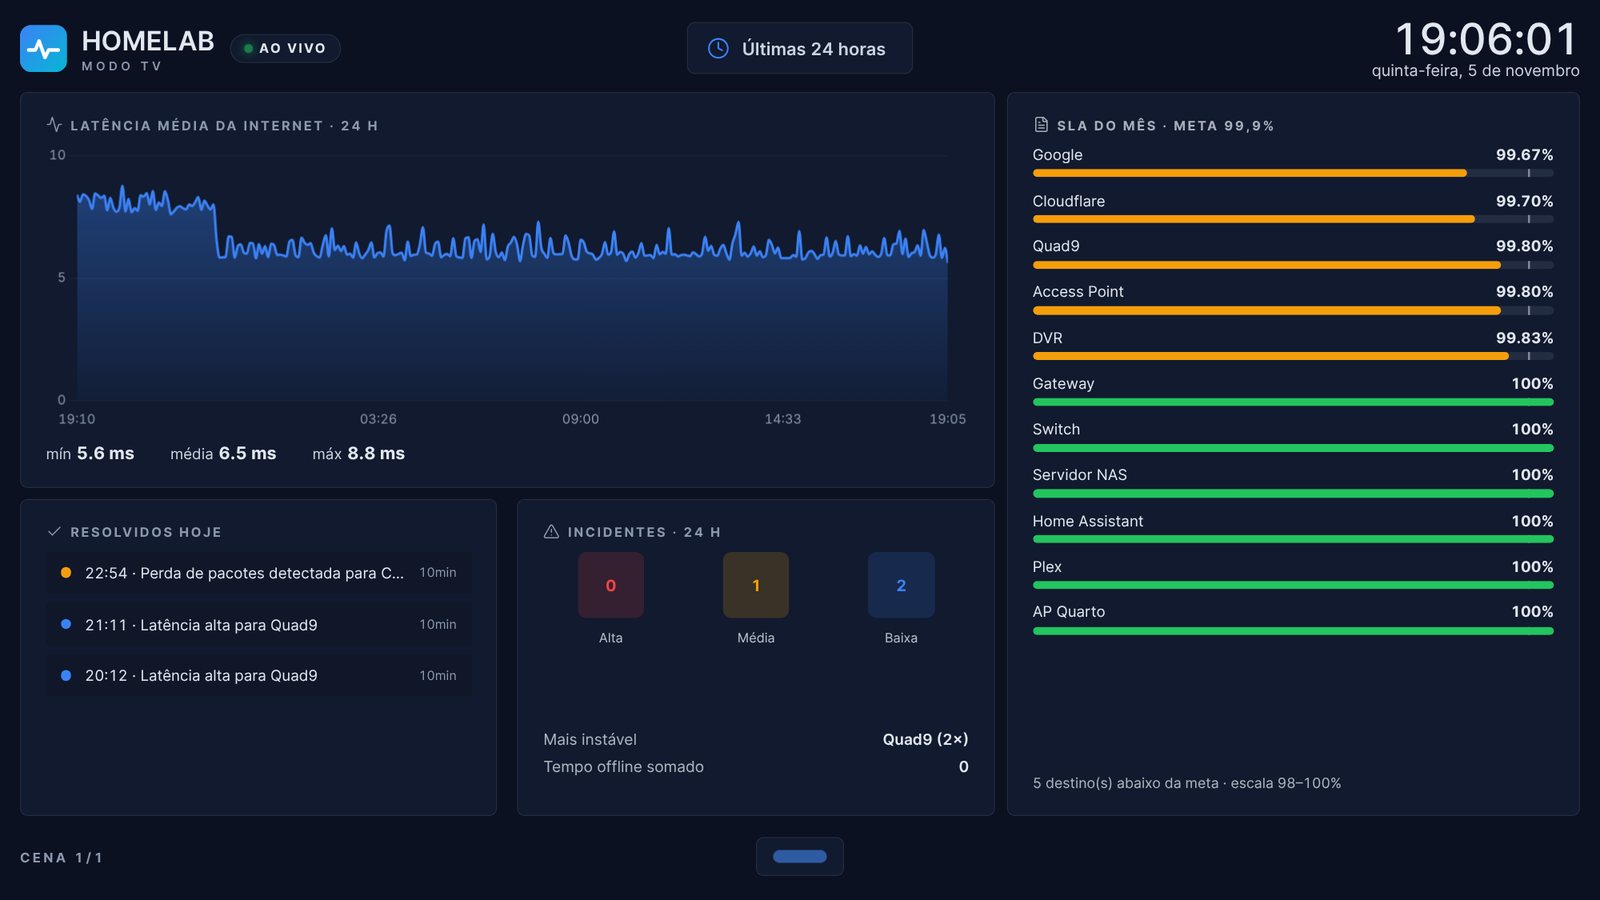 HOMELAB
MODO TV
AO VIVO
Últimas 24 horas
19:06:01
quinta-feira, 5 de novembro
LATÊNCIA MÉDIA DA INTERNET · 24 H
10
5
0
19:10 03:26 09:00 14:33 19:05
mín 5.6 ms média 6.5 ms máx 8.8 ms
RESOLVIDOS HOJE
22:54 · Perda de pacotes detectada para C... 10min
21:11 · Latência alta para Quad9 10min
20:12 · Latência alta para Quad9 10min
INCIDENTES · 24 H
0 1 2
Alta Média Baixa
Mais instável Quad9 (2×)
Tempo offline somado 0
SLA DO MÊS · META 99,9%
Google 99.67%
Cloudflare 99.70%
Quad9 99.80%
Access Point 99.80%
DVR 99.83%
Gateway 100%
Switch 100%
Servidor NAS 100%
Home Assistant 100%
Plex 100%
AP Quarto 100%
5 destino(s) abaixo da meta · escala 98–100%
CENA 1/1